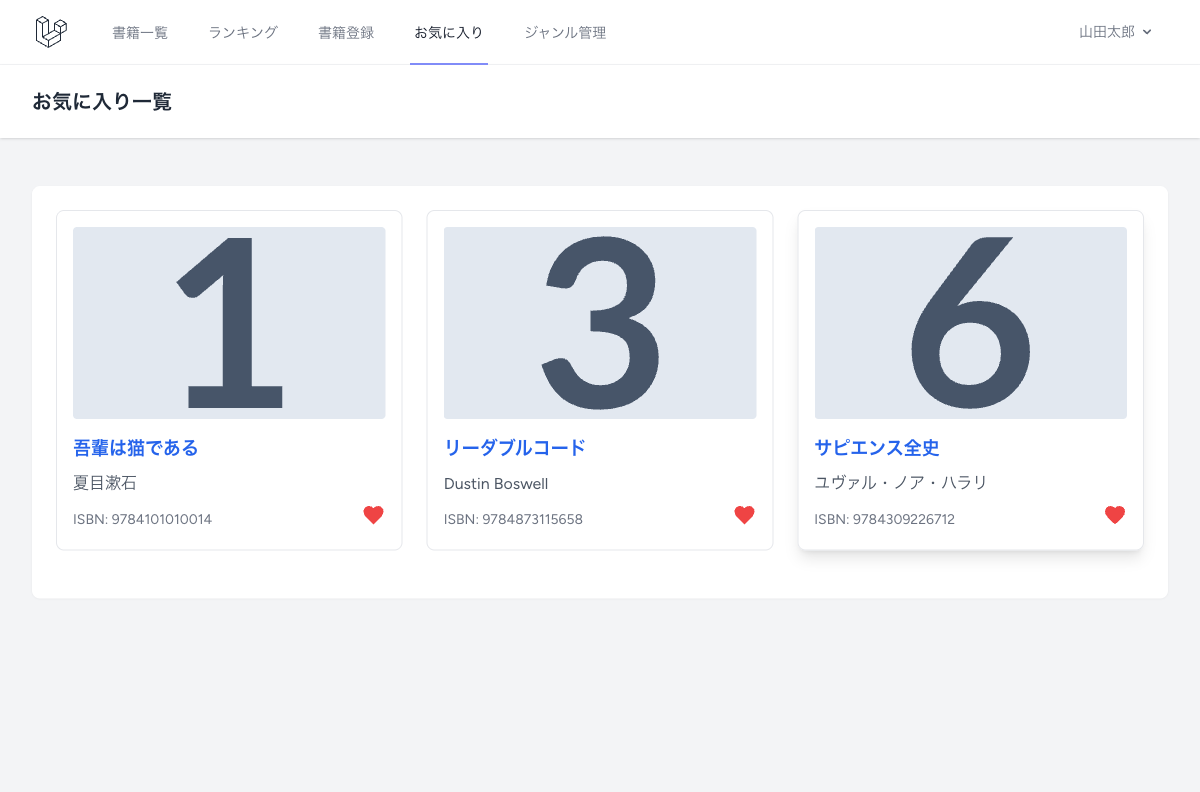 書籍一覧 ランキング 書籍登録 お気に入り ジャンル管理 山田太郎
お気に入り一覧
1
吾輩は猫である
夏目漱石
ISBN: 9784101010014
3
リーダブルコード
Dustin Boswell
ISBN: 9784873115658
6
サピエンス全史
ユヴァル・ノア・ハラリ
ISBN: 9784309226712